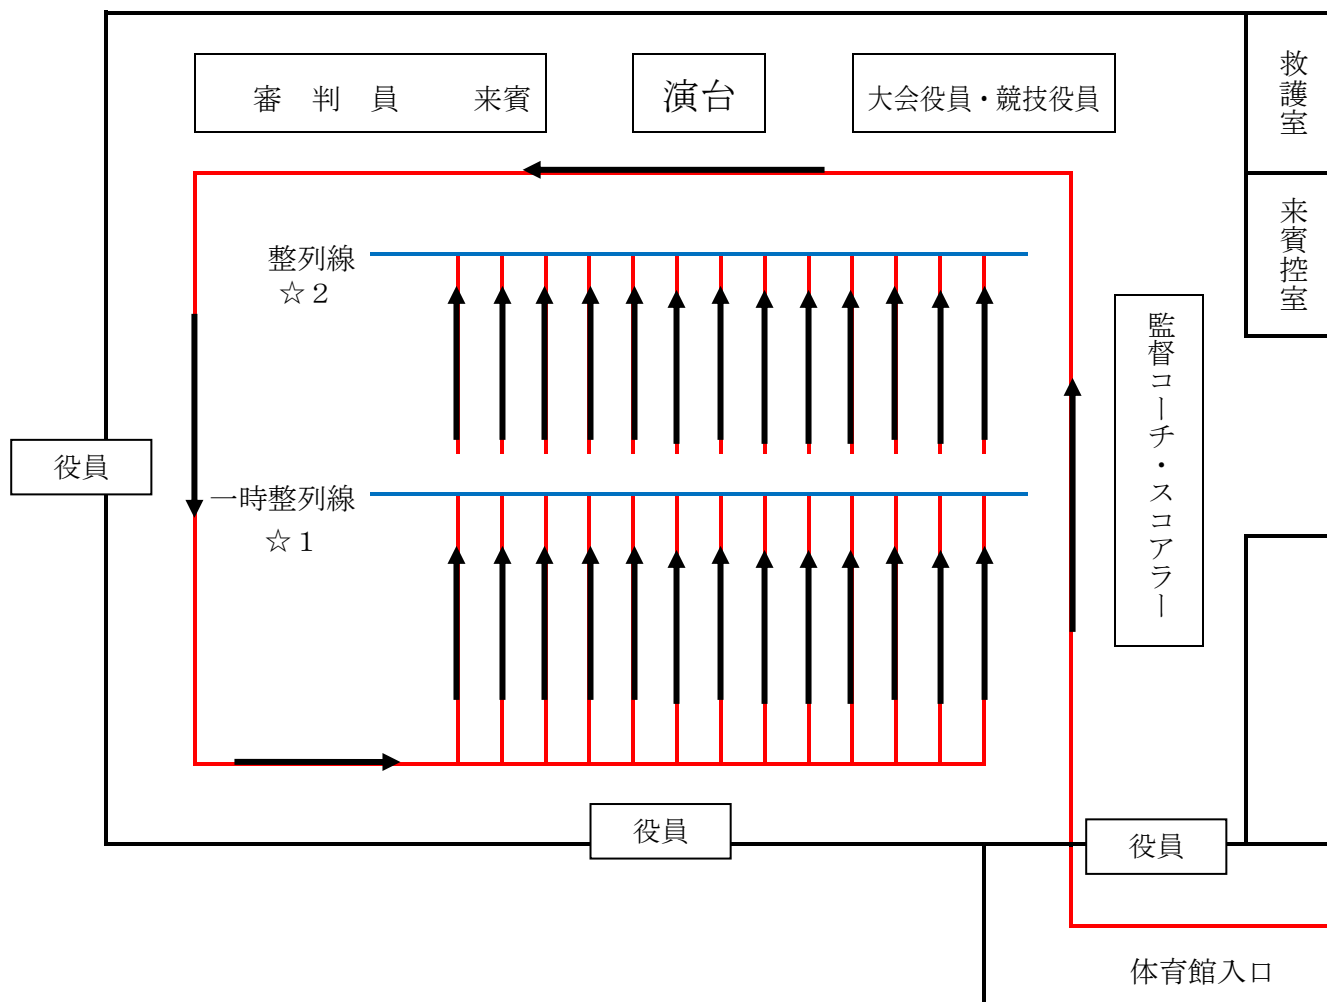 審　判　員　　来賓
演台
大会役員・競技役員
救護室
来賓控室
整列線
☆２
監督コーチ・スコアラー
役員
一時整列線
☆１
役員
役員
体育館入口